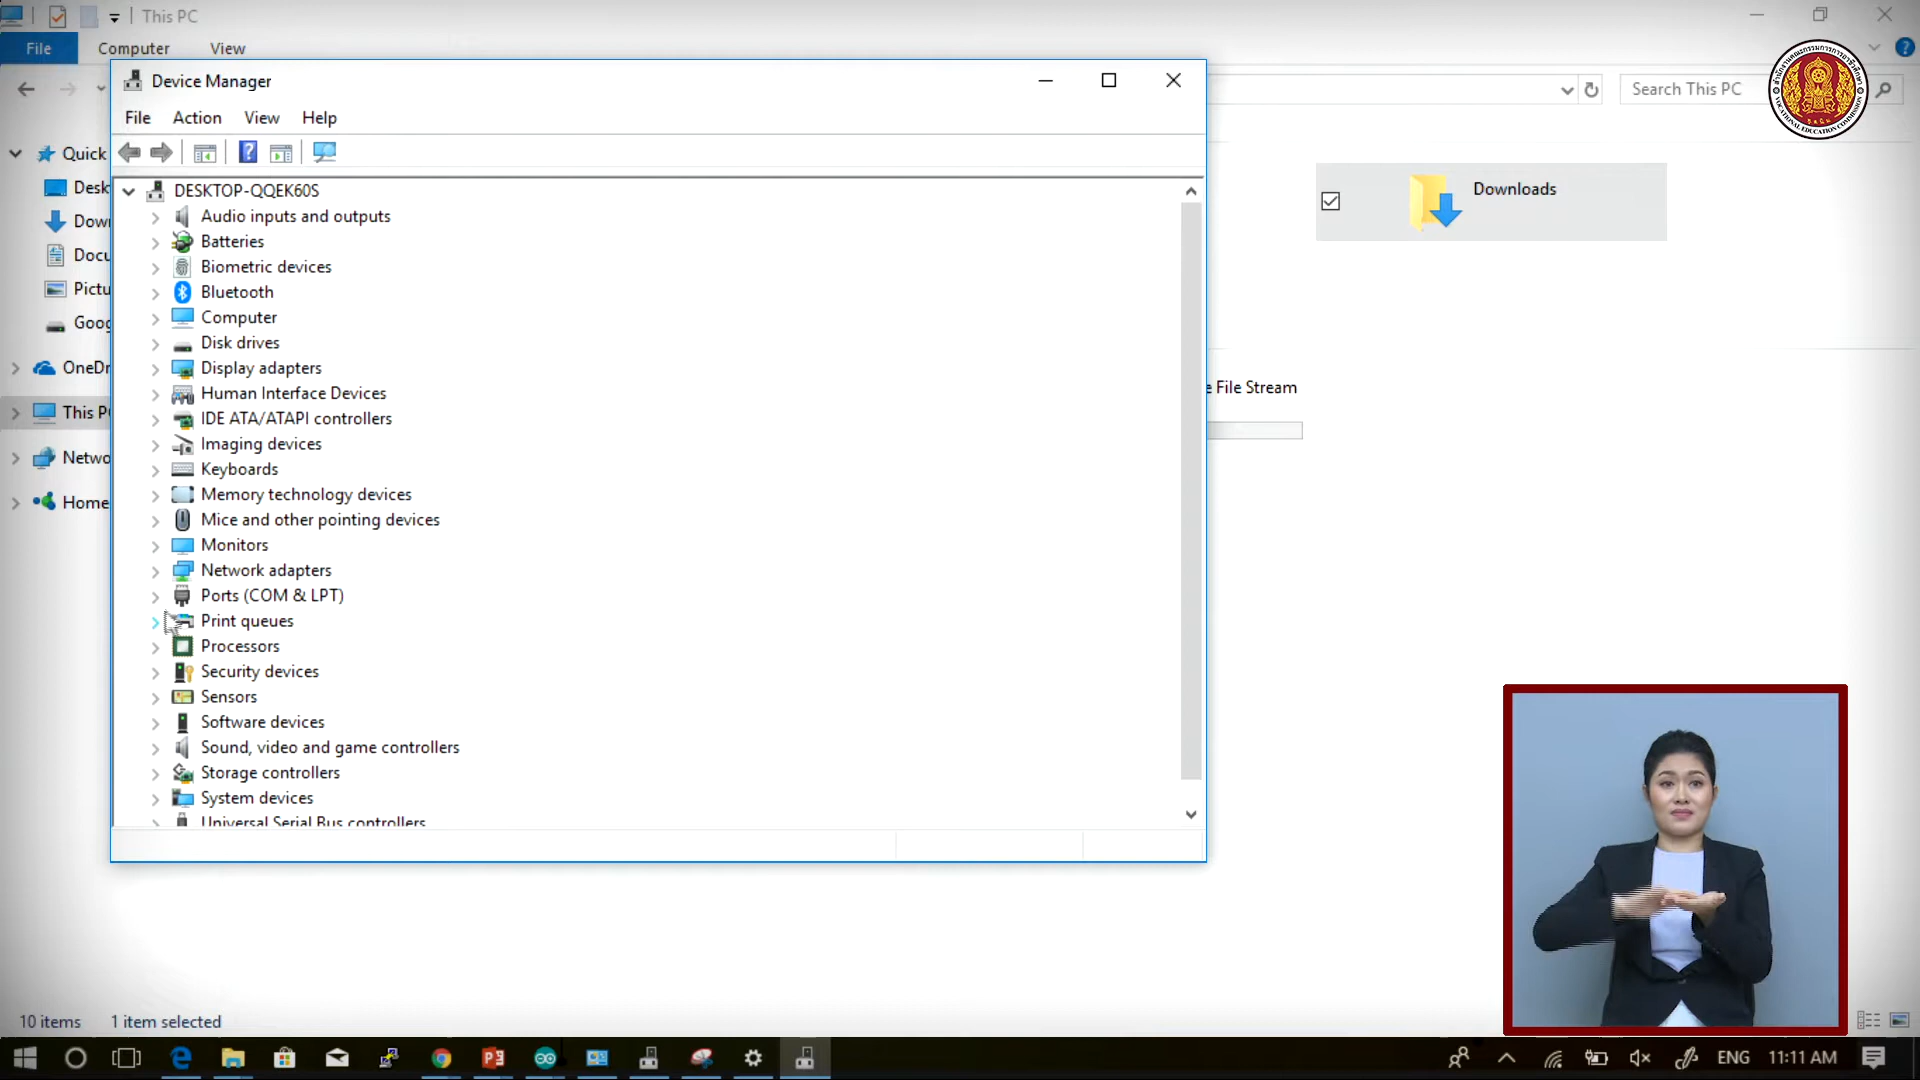 This PC
File
Computer
View
Search This PC
Device Manager
File
Action
View
Help
DESKTOP-QQEK60S
Audio inputs and outputs
Batteries
Biometric devices
Bluetooth
Computer
Disk drives
Display adapters
Human Interface Devices
IDE ATA/ATAPI controllers
Imaging devices
Keyboards
Memory technology devices
Mice and other pointing devices
Monitors
Network adapters
Ports (COM & LPT)
Print queues
Processors
Security devices
Sensors
Software devices
Sound, video and game controllers
Storage controllers
System devices
Universal Serial Bus controllers
Quick
Desk
Down
Docu
Pictu
Goog
OneDr
This P
Netwo
Home
Downloads
e File Stream
VOCATIONAL EDUCATION COMMISSION
10 items
1 item selected
ENG
11:11 AM